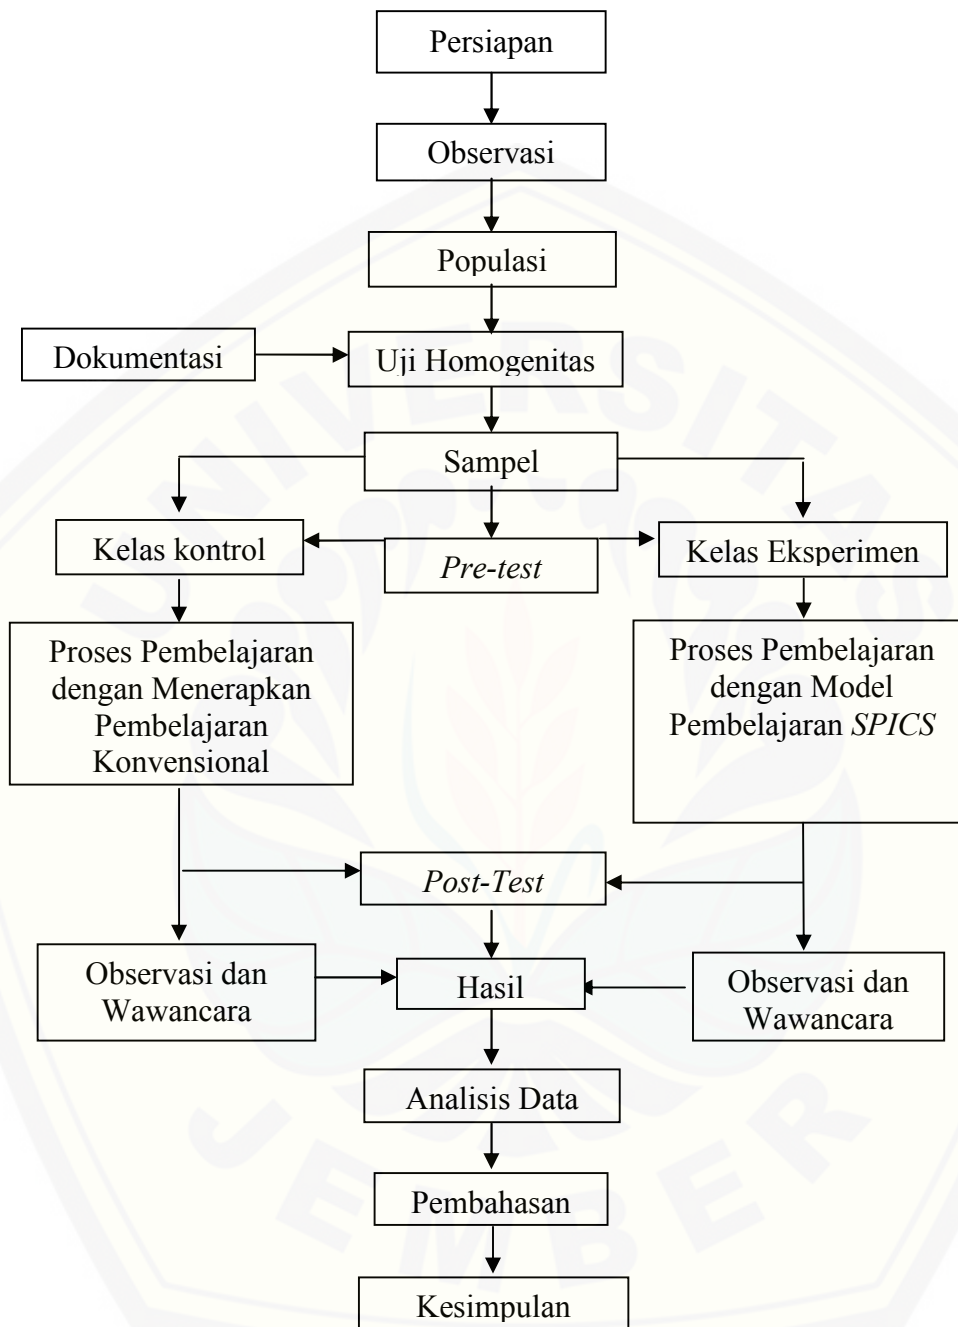 Persiapan
Observasi
Populasi
Dokumentasi
Uji Homogenitas
Sampel
Kelas kontrol
Pre-test
Kelas Eksperimen
Proses Pembelajaran
dengan Menerapkan
Pembelajaran
Konvensional
Proses Pembelajaran
dengan Model
Pembelajaran SPICS
Post-Test
Observasi dan
Wawancara
Hasil
Observasi dan
Wawancara
Analisis Data
Pembahasan
Kesimpulan
UNIVERSITAS
JEMBER